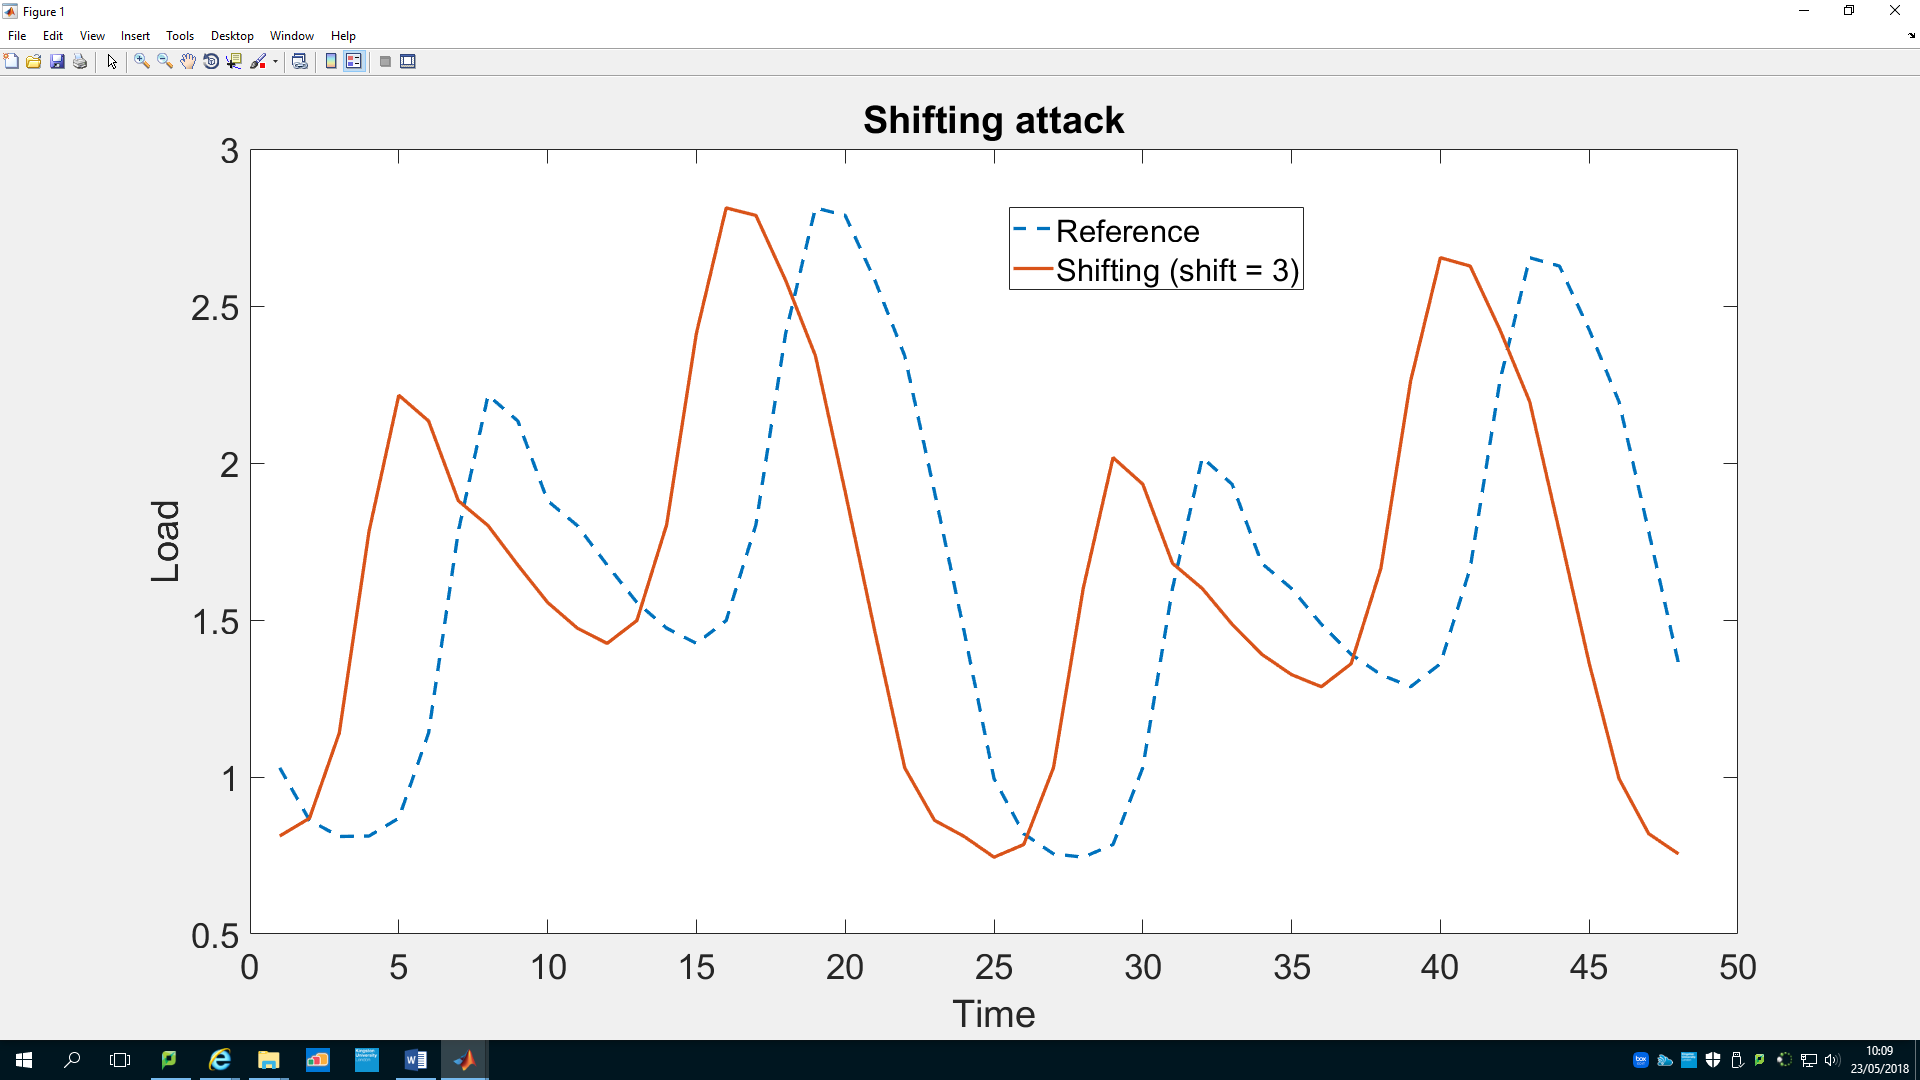 Figure 1
File Edit View Insert Tools Desktop Window Help
Shifting attack
3
2.5
2
1.5
1
0.5
Load
Reference
Shifting (shift = 3)
0 5 10 15 20 25 30 35 40 45 50
Time
10:09
23/05/2018